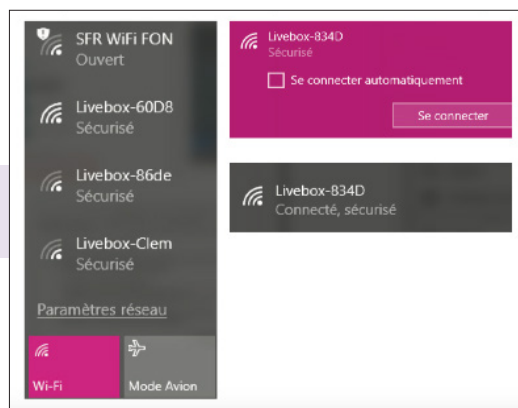 SFR WiFi FON
Ouvert
Livebox-60D8
Sécurisé
Livebox-86de
Sécurisé
Livebox-Clem
Sécurisé
Paramètres réseau
Wi-Fi
Mode Avion
Livebox-834D
Sécurisé
Se connecter automatiquement
Se connecter
Livebox-834D
Connecté, sécurisé